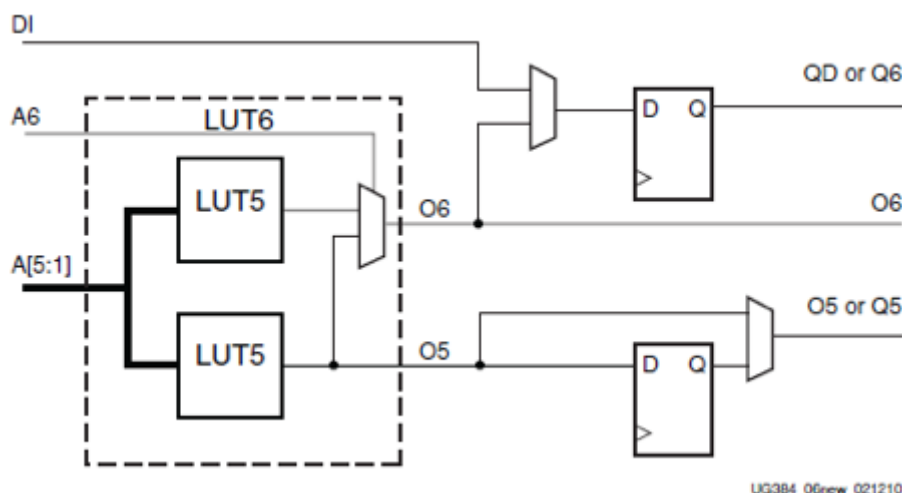 DI
QD or Q6
A6
LUT6
D Q
LUT5
O6
O6
A[5:1]
O5 or Q5
LUT5
O5
D Q
UG384_06new_021210